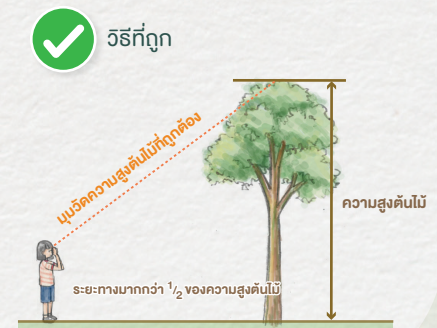 วิธีที่ถูก
มุมวัดความสูงต้นไม้ที่ถูกต้อง
ความสูงต้นไม้
ระยะทางมากกว่า 1/2 ของความสูงต้นไม้